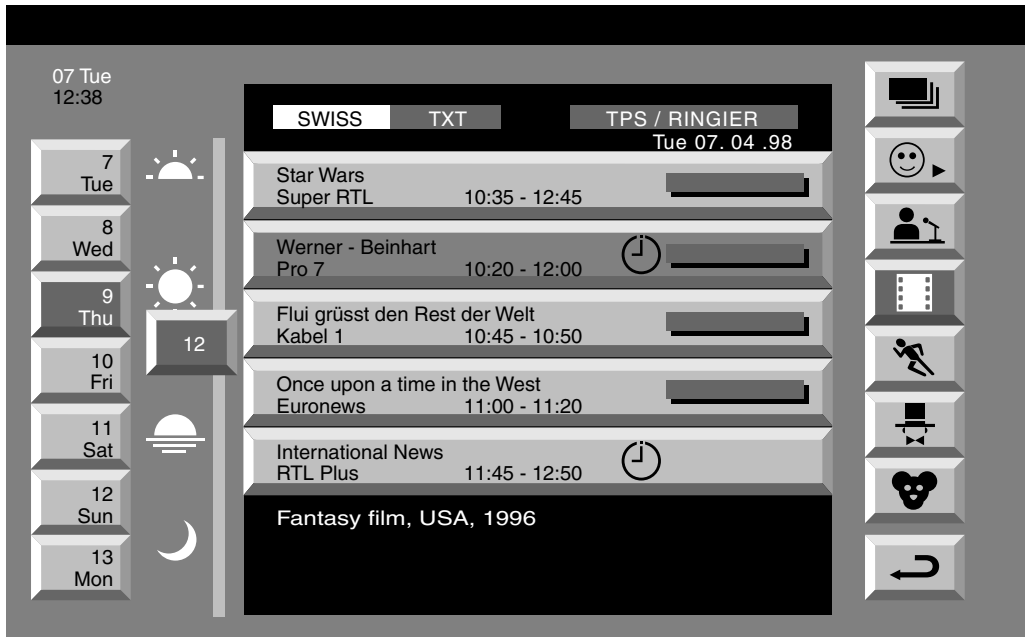 07 Tue
12:38
SWISS TXT TPS / RINGIER
Tue 07. 04 .98
7
Tue
8
Wed
9
Thu
10
Fri
11
Sat
12
Sun
13
Mon
12
Star Wars
Super RTL 10:35 - 12:45
Werner - Beinhart
Pro 7 10:20 - 12:00
Flui grüsst den Rest der Welt
Kabel 1 10:45 - 10:50
Once upon a time in the West
Euronews 11:00 - 11:20
International News
RTL Plus 11:45 - 12:50
Fantasy film, USA, 1996